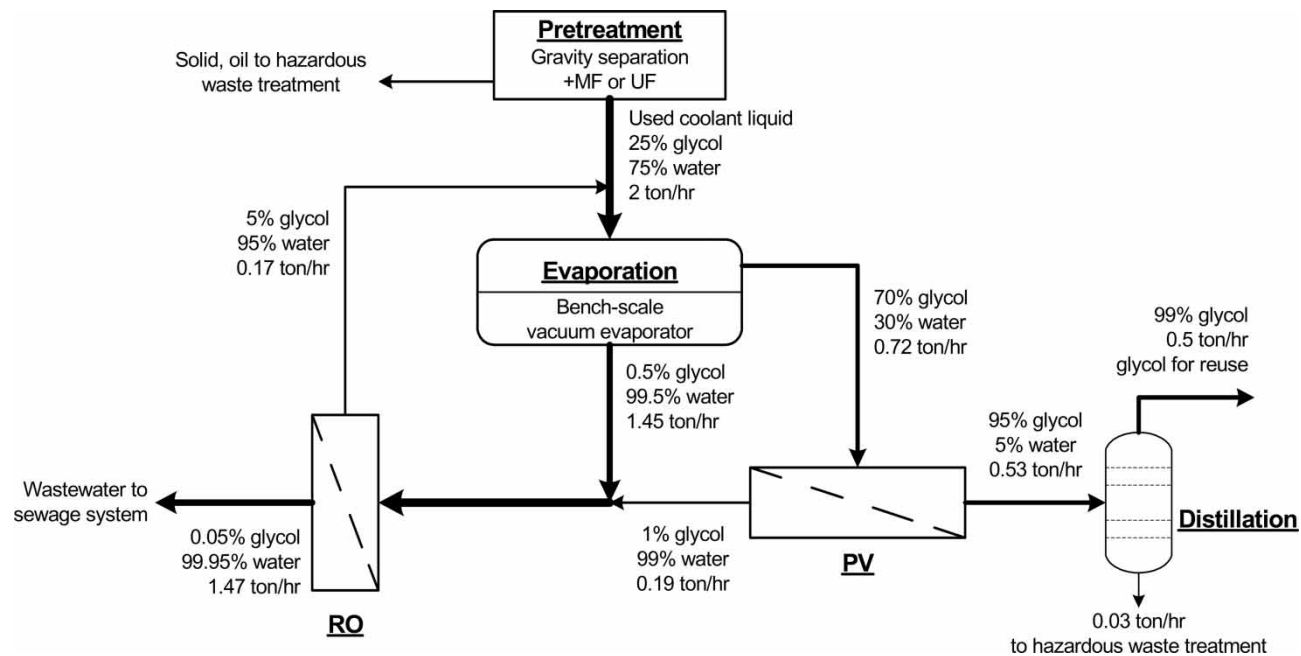 Pretreatment
Gravity separation
+MF or UF
Solid, oil to hazardous
waste treatment
Used coolant liquid
25% glycol
75% water
2 ton/hr
5% glycol
95% water
0.17 ton/hr
Evaporation
Bench-scale
vacuum evaporator
70% glycol
30% water
0.72 ton/hr
99% glycol
0.5 ton/hr
glycol for reuse
0.5% glycol
99.5% water
1.45 ton/hr
95% glycol
5% water
0.53 ton/hr
Wastewater to
sewage system
0.05% glycol
99.95% water
1.47 ton/hr
RO
1% glycol
99% water
0.19 ton/hr
PV
Distillation
0.03 ton/hr
to hazardous waste treatment